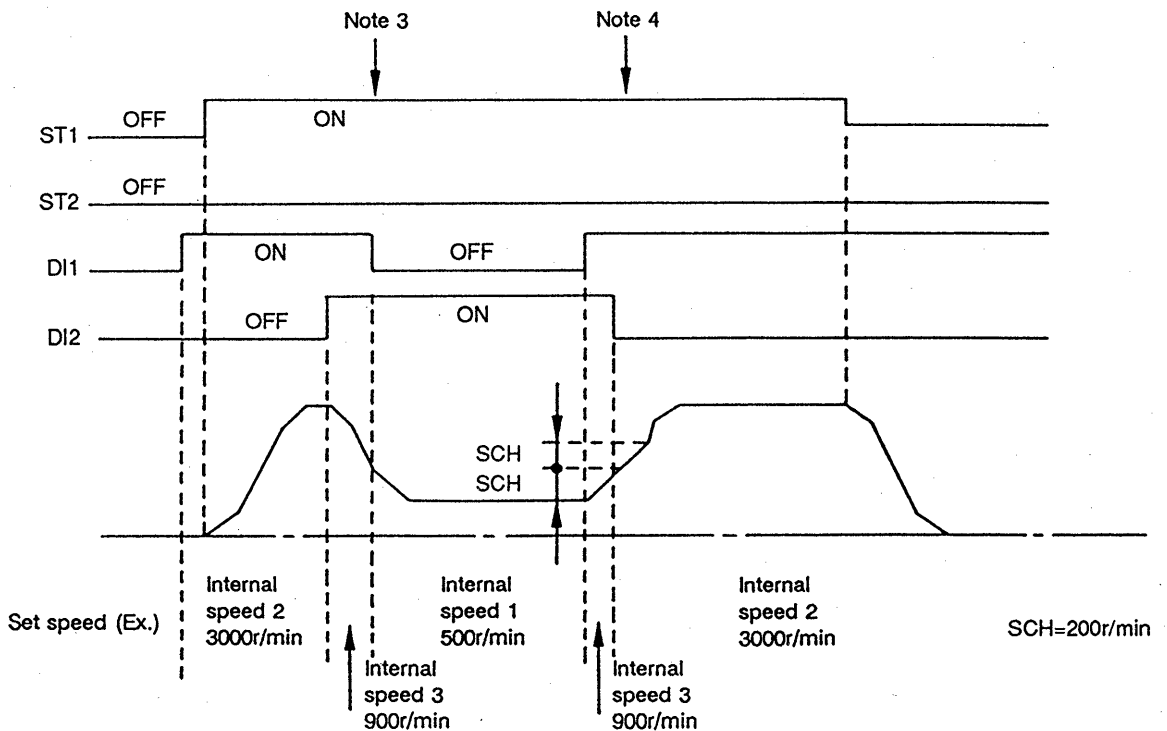 Note 3
Note 4
OFF
ON
ST1
OFF
ST2
ON
OFF
DI1
OFF
ON
DI2
SCH
SCH
Internal
speed 2
3000r/min
Internal
speed 1
500r/min
Internal
speed 2
3000r/min
Set speed (Ex.)
SCH=200r/min
Internal
speed 3
900r/min
Internal
speed 3
900r/min